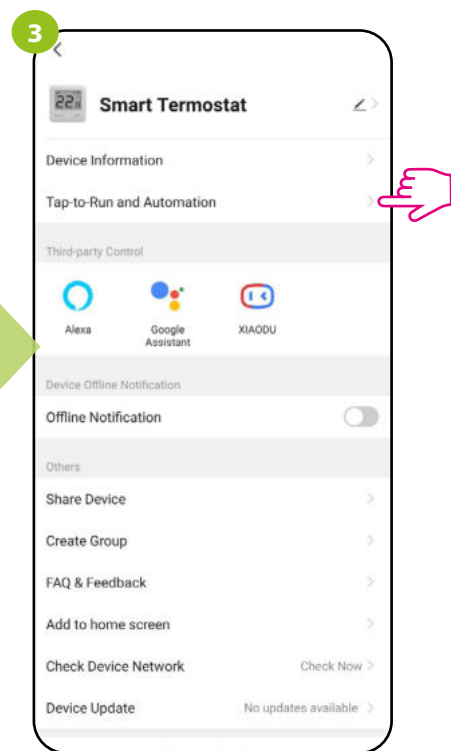 3
22
Smart Termostat
Device Information
Tap-to-Run and Automation
Third-party Control
Alexa
Google
Assistant
XIAODU
Device Offline Notification
Offline Notification
Others
Share Device
Create Group
FAQ & Feedback
Add to home screen
Check Device Network
Check Now
Device Update
No updates available